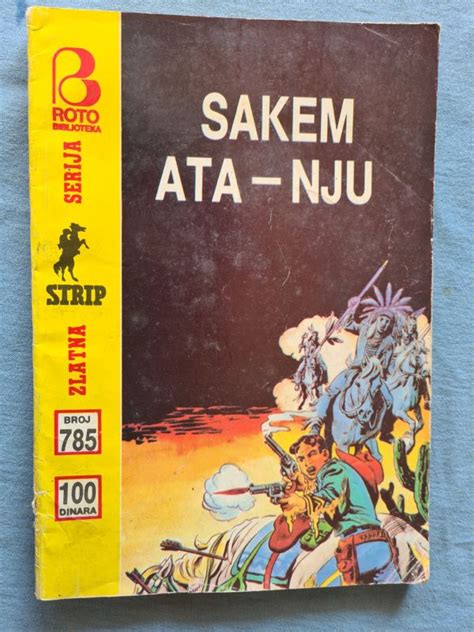 ROTO
BIBLIOTEKA
ZLATNA
STRIP
SERIJA
BROJ
785
100
DINARA
SAKEM
ATA – NJU